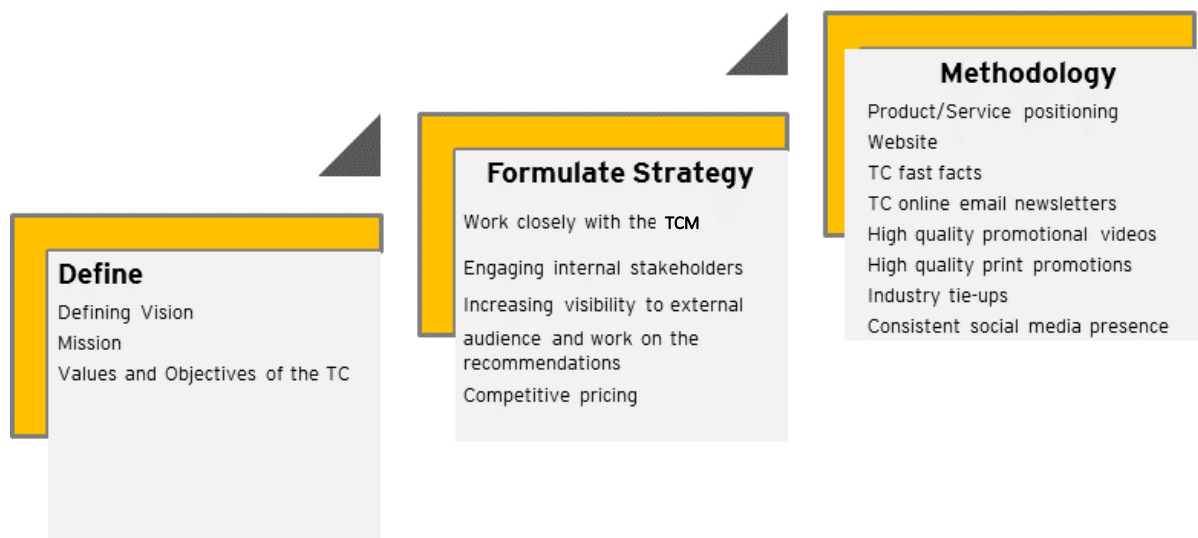 Define
Defining Vision
Mission
Values and Objectives of the TC
Formulate Strategy
Work closely with the TCM
Engaging internal stakeholders
Increasing visibility to external
audience and work on the
recommendations
Competitive pricing
Methodology
Product/Service positioning
Website
TC fast facts
TC online email newsletters
High quality promotional videos
High quality print promotions
Industry tie-ups
Consistent social media presence